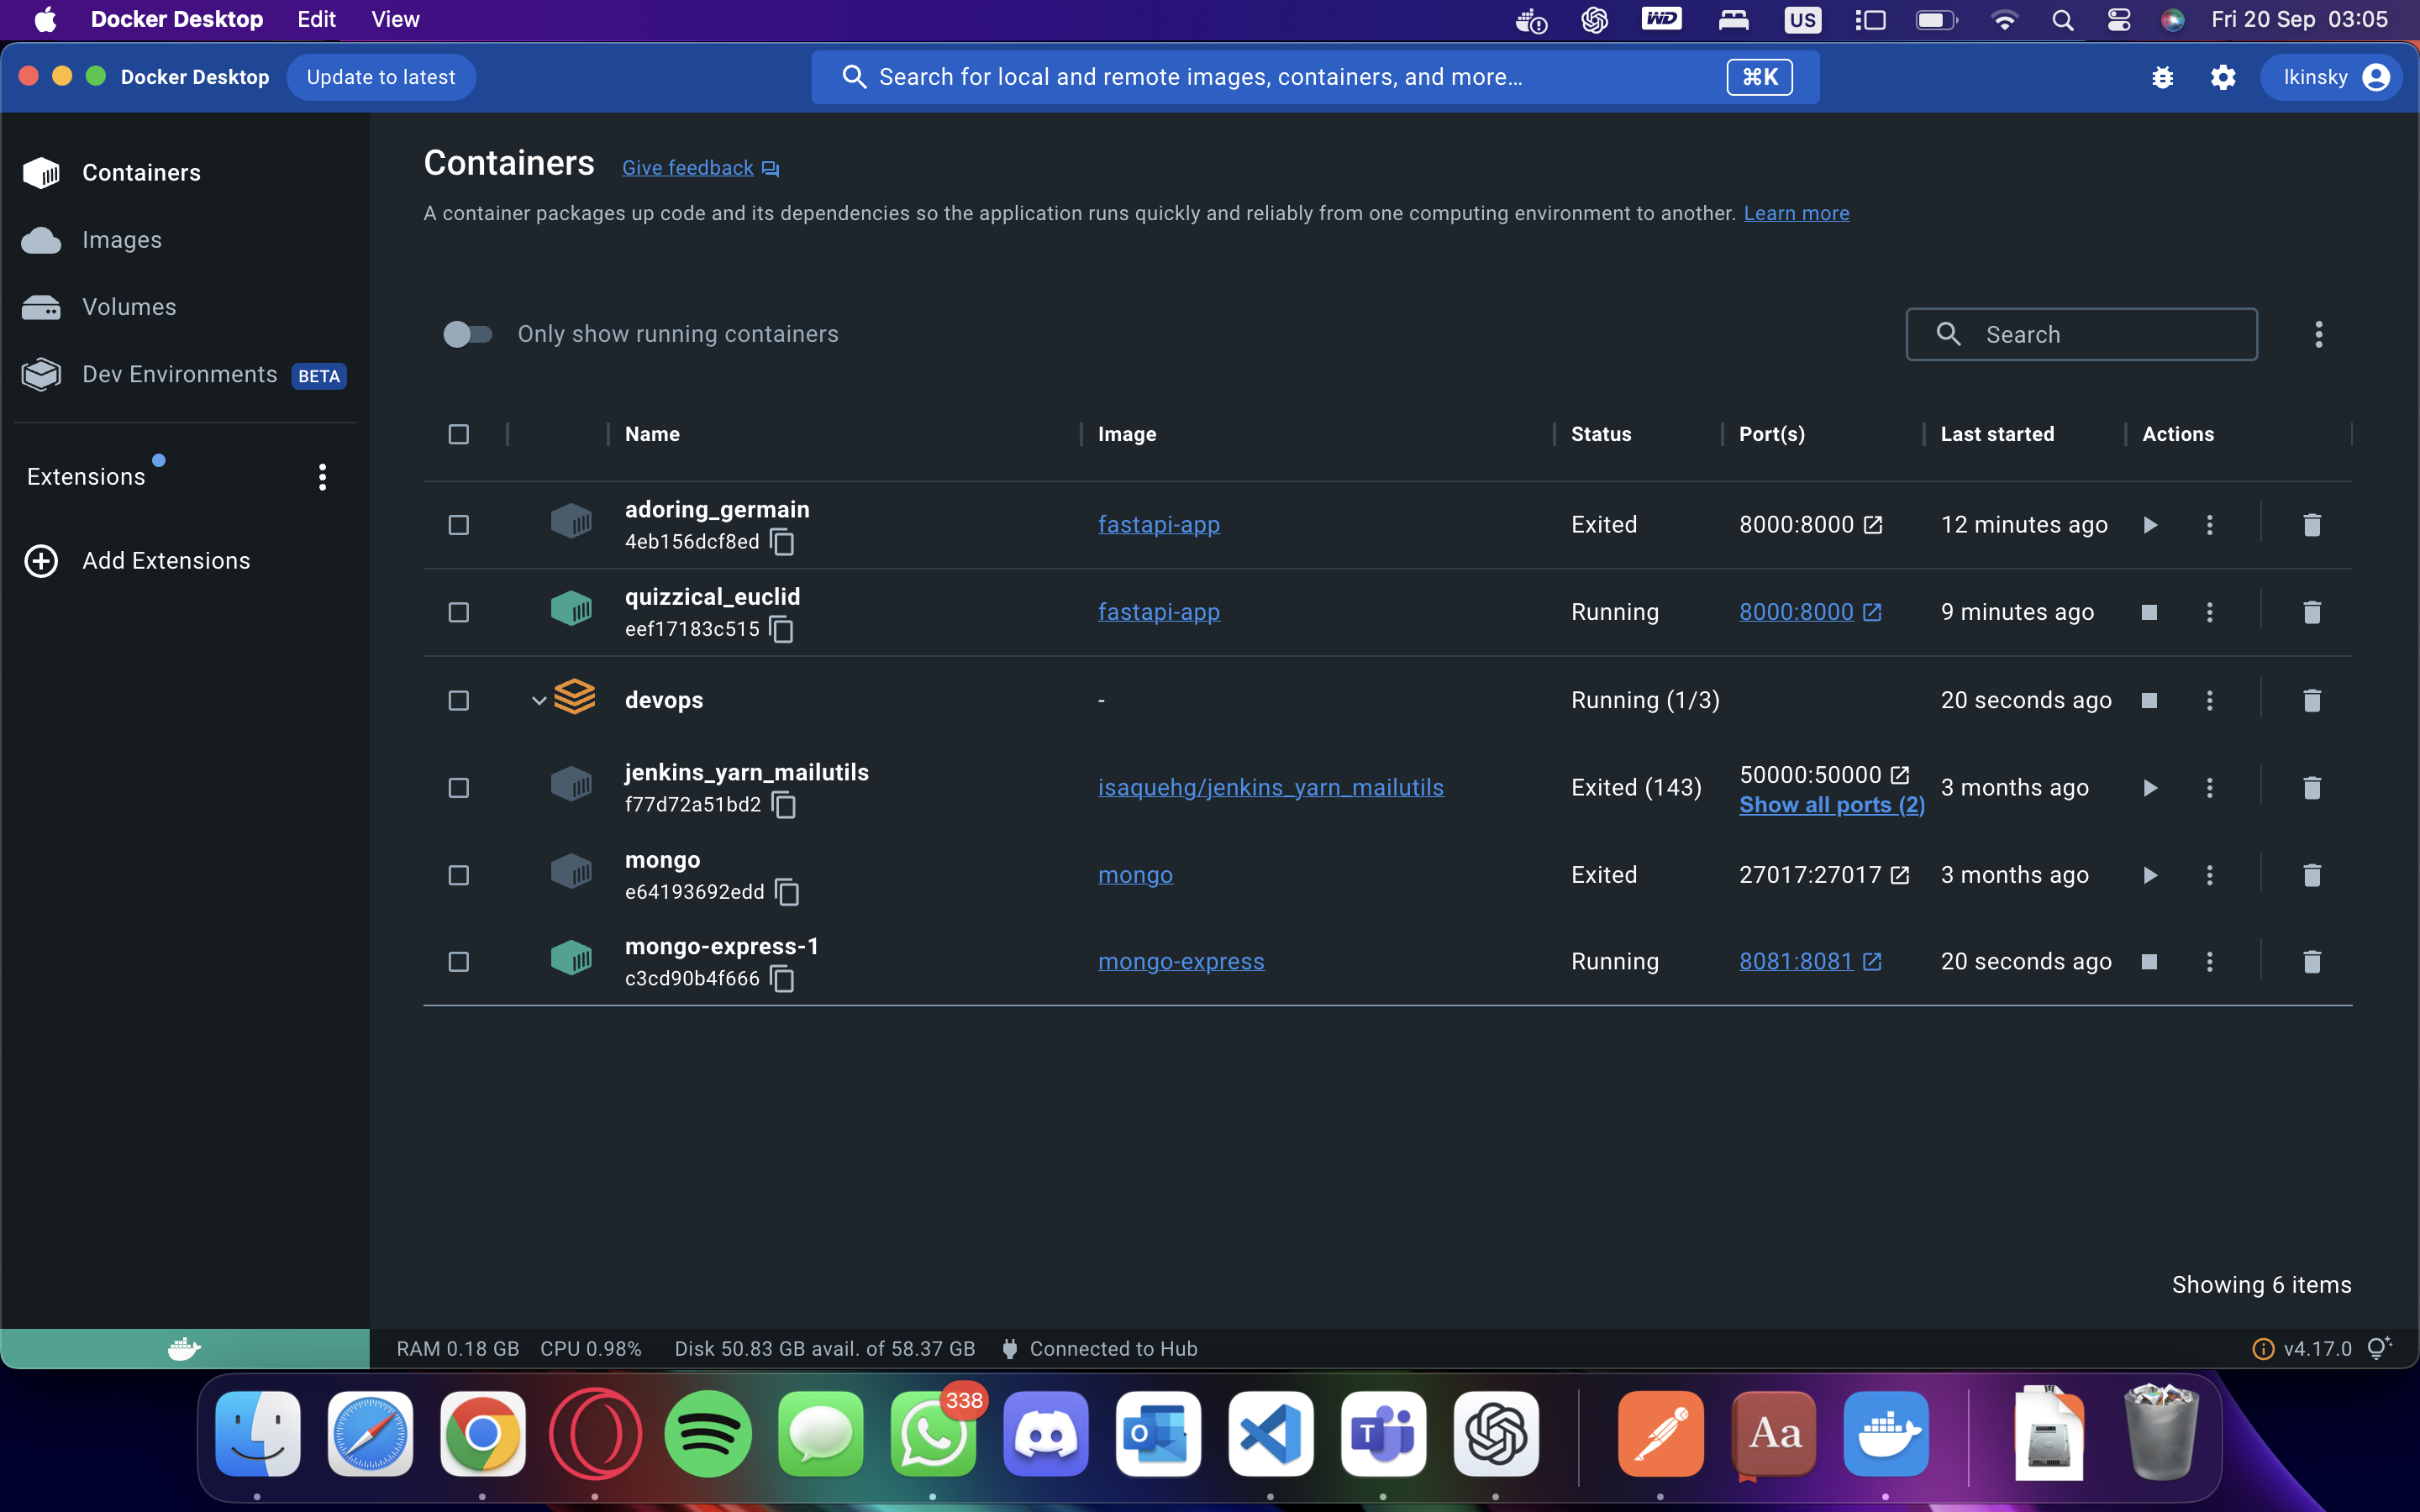 Docker Desktop Edit View WD US Fri 20 Sep 03:05
Docker Desktop Update to latest Search for local and remote images, containers, and more... ⌘K lkinsky
Containers
Images
Volumes
Dev Environments BETA
Extensions
Add Extensions
Containers Give feedback
A container packages up code and its dependencies so the application runs quickly and reliably from one computing environment to another. Learn more
Only show running containers Search
Name Image Status Port(s) Last started Actions
adoring_germain
4eb156dcf8ed fastapi-app Exited 8000:8000 12 minutes ago
quizzical_euclid
eef17183c515 fastapi-app Running 8000:8000 9 minutes ago
devops - Running (1/3) 20 seconds ago
jenkins_yarn_mailutils
f77d72a51bd2 isaquehg/jenkins_yarn_mailutils Exited (143) 50000:50000 3 months ago
Show all ports (2)
mongo
e64193692edd mongo Exited 27017:27017 3 months ago
mongo-express-1
c3cd90b4f666 mongo-express Running 8081:8081 20 seconds ago
Showing 6 items
RAM 0.18 GB CPU 0.98% Disk 50.83 GB avail. of 58.37 GB Connected to Hub v4.17.0
338
O T Aa